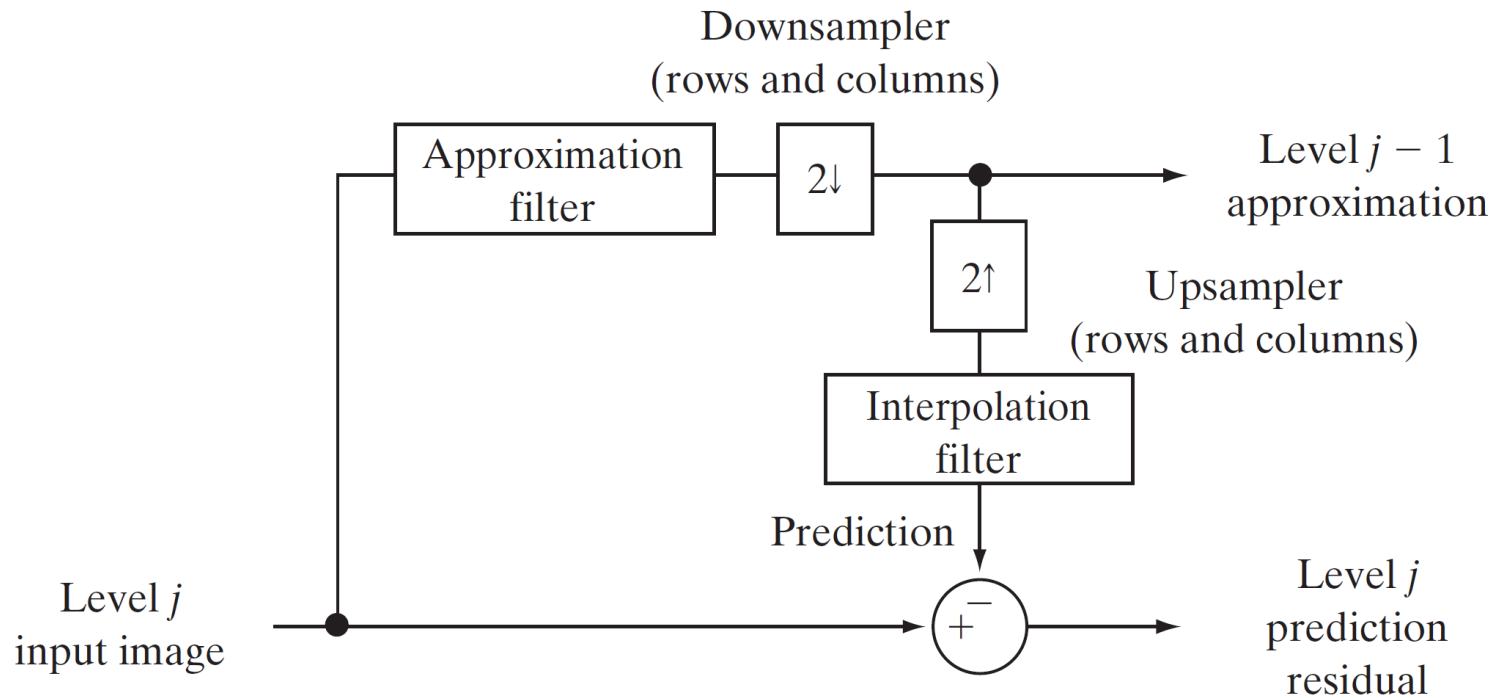 Downsampler
(rows and columns)
Approximation
filter
2↓
Level j − 1
approximation
2↑
Upsampler
(rows and columns)
Interpolation
filter
Prediction
Level j
input image
+
−
Level j
prediction
residual